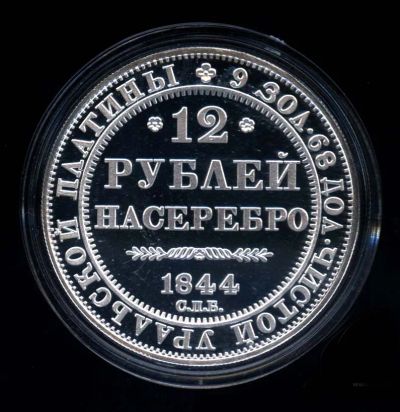 9 ЗОЛ. 68 ДОЛ. ЧИСТОЙ УРАЛЬСКОЙ ПЛАТИНЫ
12
РУБЛЕЙ
НАСЕРЕБРО
1844
С.П.Б.